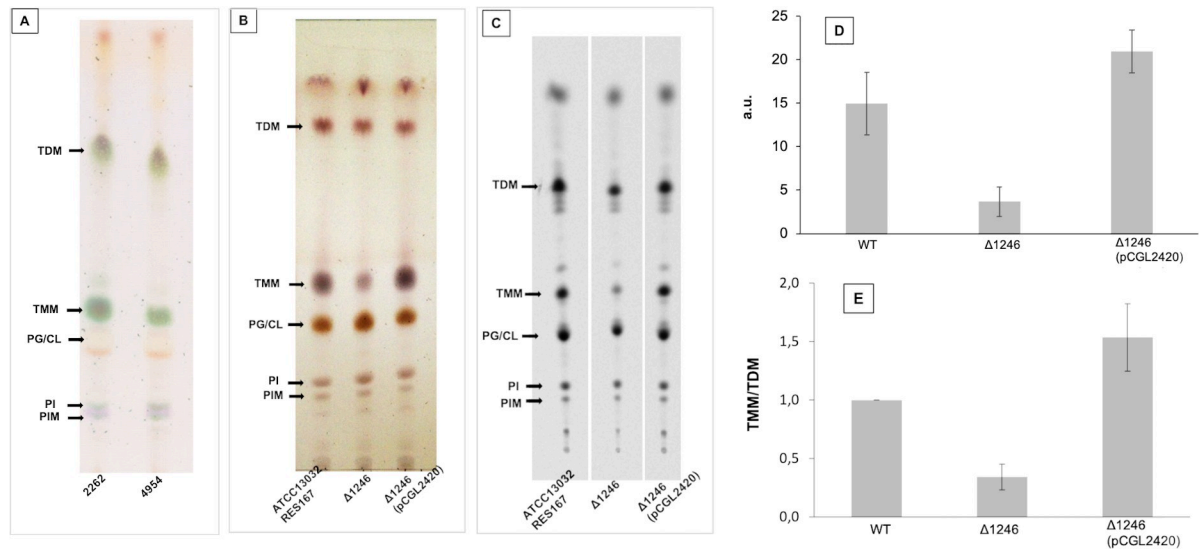 A
TDM
TMM
PG/CL
PI
PIM
2262
4954
B
TDM
TMM
PG/CL
PI
PIM
ATCC13032
RES167
Δ1246
Δ1246
(pCGL2420)
C
TDM
TMM
PG/CL
PI
PIM
ATCC13032
RES167
Δ1246
Δ1246
(pCGL2420)
D
a.u.
25
20
15
10
5
0
WT
Δ1246
Δ1246
(pCGL2420)
E
TMM/TDM
2,0
1,5
1,0
0,5
0,0
WT
Δ1246
Δ1246
(pCGL2420)